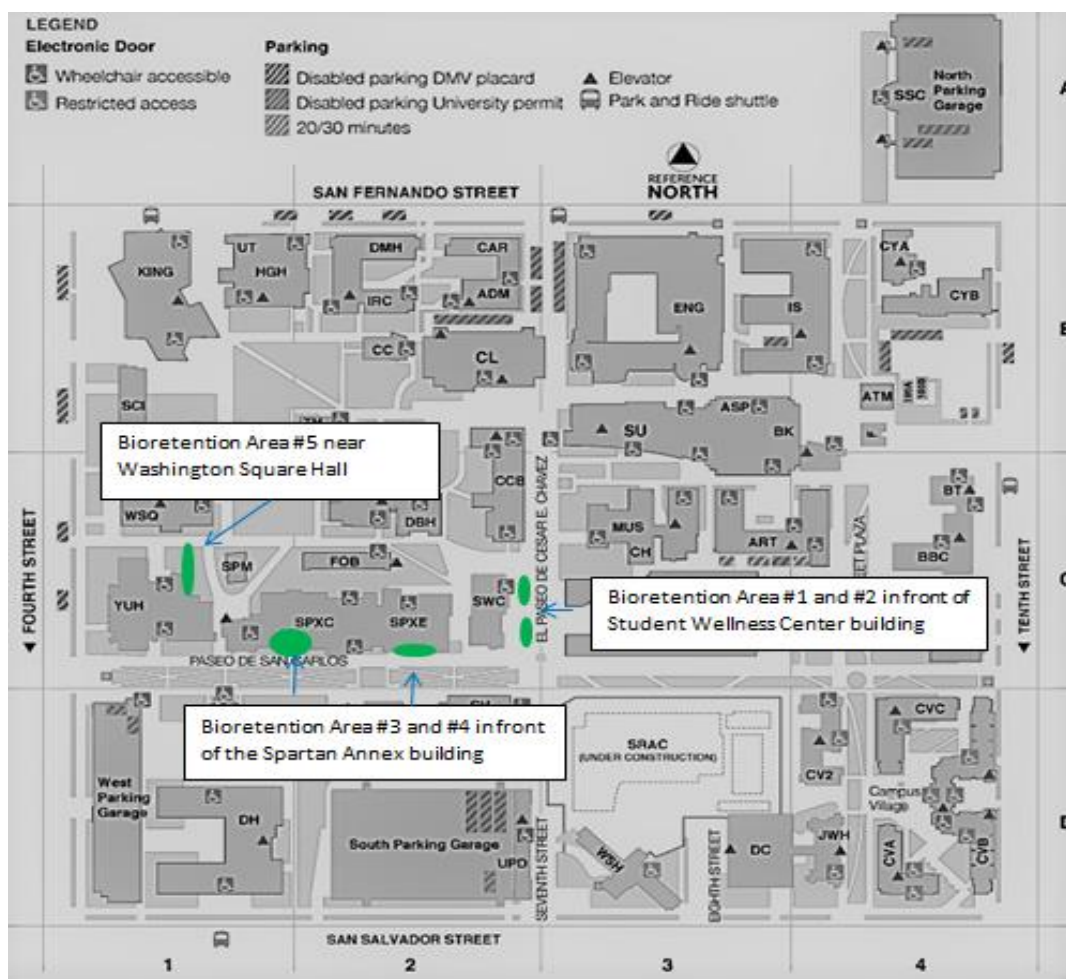 LEGEND
Electronic Door
Wheelchair accessible
Restricted access
Parking
Disabled parking DMV placard
Disabled parking University permit
20/30 minutes
Elevator
Park and Ride shuttle
REFERENCE
NORTH
SSC
North
Parking
Garage
A
SAN FERNANDO STREET
KING
UT
HGH
DMH
IRC
CAR
ADM
ENG
IS
CYA
CYB
CC
CL
SCI
ATM
SU
ASP
BK
Bioretention Area #5 near
Washington Square Hall
CCB
WSQ
DBH
MUS
CH
ART
BT
BBC
FOURTH STREET
EL PASEO DE CESAR E. CHAVEZ
TENTH STREET
YUH
SPM
FOB
SPXC
SPXE
SWC
Bioretention Area #1 and #2 in front of
Student Wellness Center building
PASEO DE SAN CARLOS
Bioretention Area #3 and #4 in front
of the Spartan Annex building
West
Parking
Garage
DH
South Parking Garage
UPD
SEVENTH STREET
SRAC
(UNDER CONSTRUCTION)
WSH
EIGHTH STREET
DC
CV2
JWH
CVC
Campus
Village
CVA
CVB
SAN SALVADOR STREET
1
2
3
4